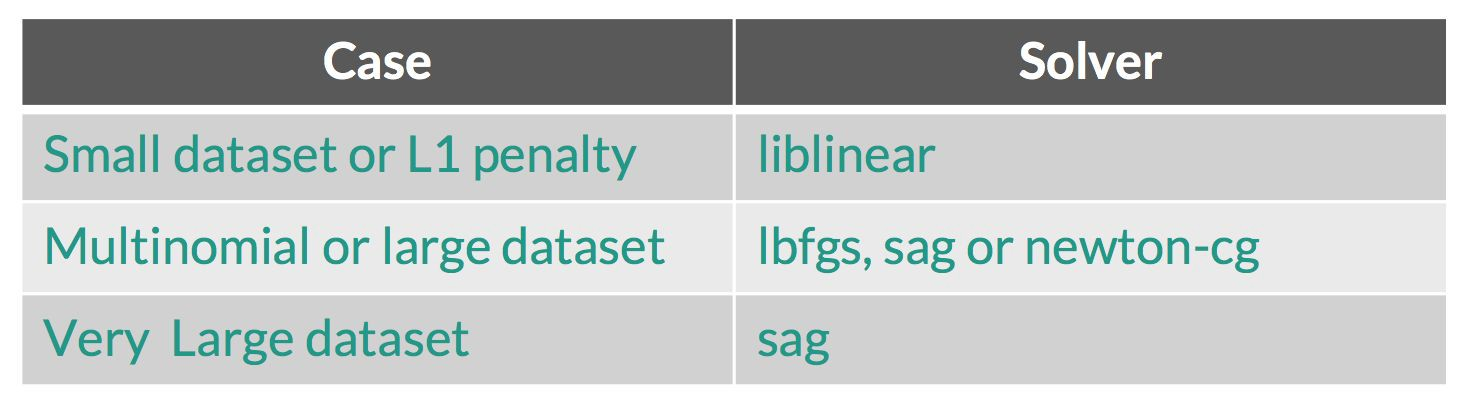 Case Solver
Small dataset or L1 penalty liblinear
Multinomial or large dataset lbfgs, sag or newton-cg
Very  Large dataset sag